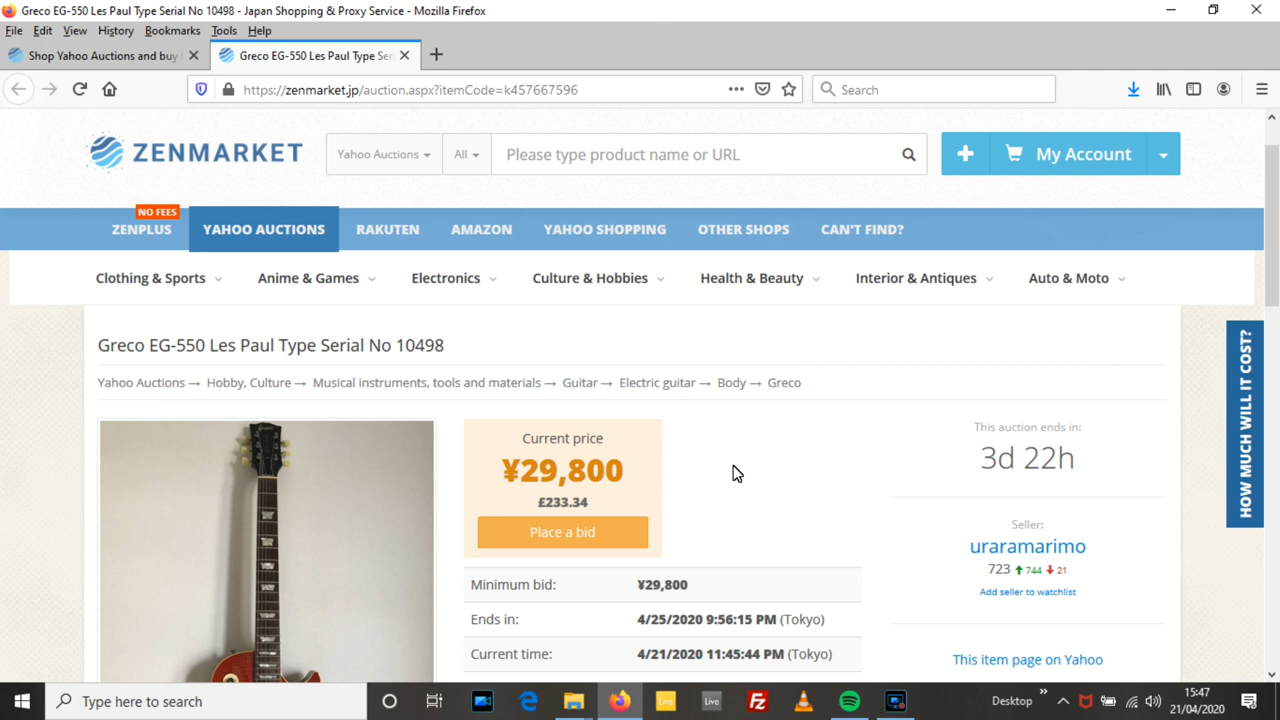 Greco EG-550 Les Paul Type Serial No 10498 - Japan Shopping & Proxy Service - Mozilla Firefox
File Edit View History Bookmarks Tools Help
Shop Yahoo Auctions and buy
Greco EG-550 Les Paul Type Ser
https://zenmarket.jp/auction.aspx?itemCode=k457667596
Search
ZENMARKET
Yahoo Auctions
All
Please type product name or URL
My Account
NO FEES
ZENPLUS YAHOO AUCTIONS RAKUTEN AMAZON YAHOO SHOPPING OTHER SHOPS CAN'T FIND?
Clothing & Sports Anime & Games Electronics Culture & Hobbies Health & Beauty Interior & Antiques Auto & Moto
HOW MUCH WILL IT COST?
Greco EG-550 Les Paul Type Serial No 10498
Yahoo Auctions → Hobby, Culture → Musical instruments, tools and materials → Guitar → Electric guitar → Body → Greco
Current price
¥29,800
£233.34
Place a bid
Minimum bid: ¥29,800
Ends in: 4/25/2020 9:56:15 PM (Tokyo)
Current time: 4/21/2020 11:45:44 PM (Tokyo)
This auction ends in:
3d 22h
Seller:
uraramarimo
723 744 21
Add seller to watchlist
This item page on Yahoo
Type here to search
Live
Live
Fz
Desktop
15:47
21/04/2020